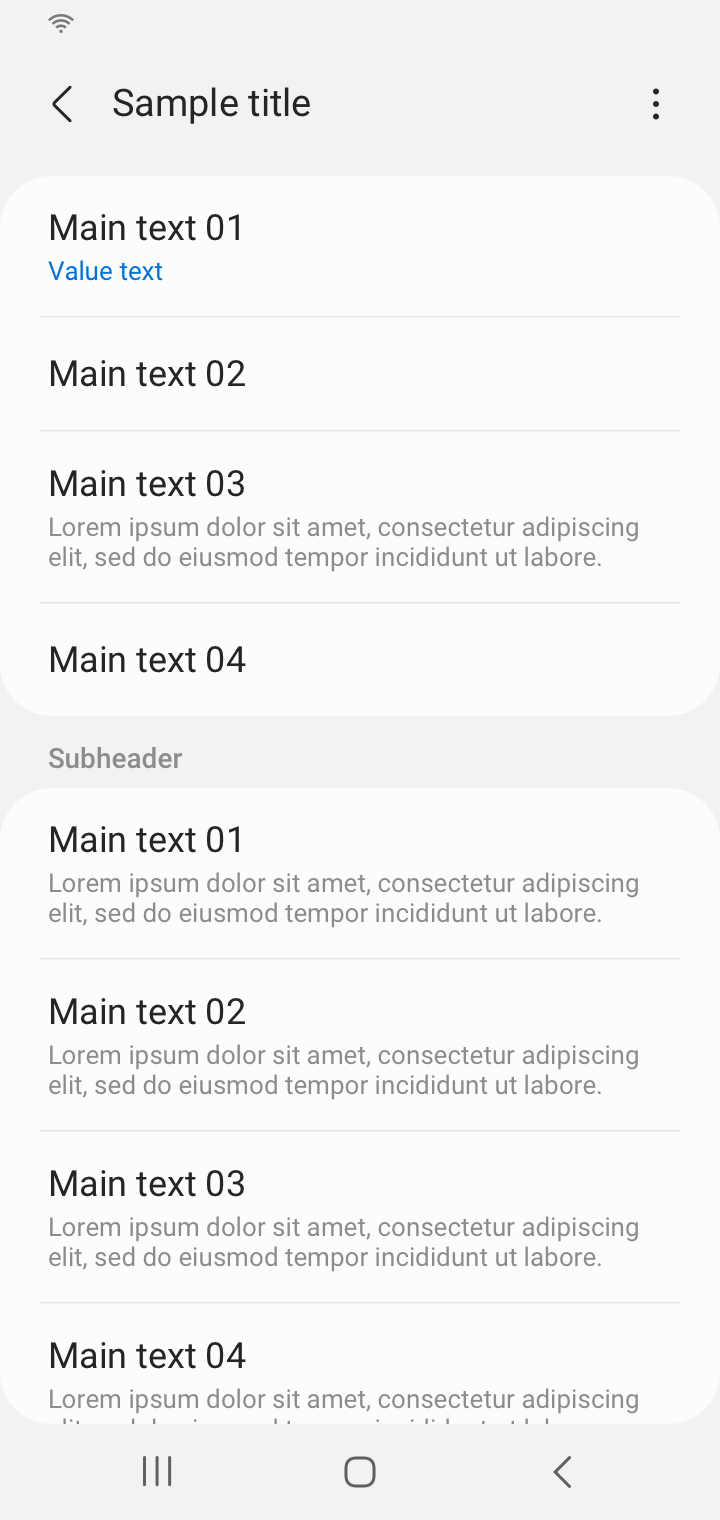 Sample title
Main text 01
Value text
Main text 02
Main text 03
Lorem ipsum dolor sit amet, consectetur adipiscing
elit, sed do eiusmod tempor incididunt ut labore.
Main text 04
Subheader
Main text 01
Lorem ipsum dolor sit amet, consectetur adipiscing
elit, sed do eiusmod tempor incididunt ut labore.
Main text 02
Lorem ipsum dolor sit amet, consectetur adipiscing
elit, sed do eiusmod tempor incididunt ut labore.
Main text 03
Lorem ipsum dolor sit amet, consectetur adipiscing
elit, sed do eiusmod tempor incididunt ut labore.
Main text 04
Lorem ipsum dolor sit amet, consectetur adipiscing